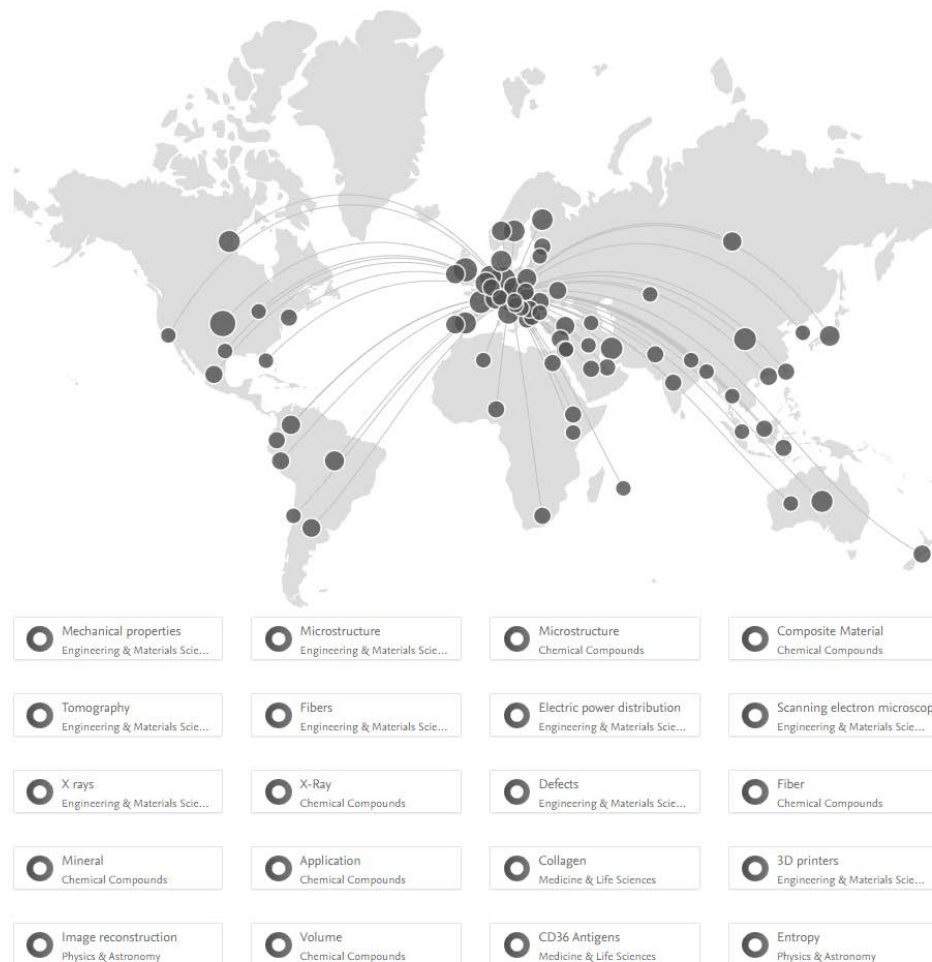 Mechanical properties
Engineering & Materials Scie...
Microstructure
Engineering & Materials Scie...
Microstructure
Chemical Compounds
Composite Material
Chemical Compounds
Tomography
Engineering & Materials Scie...
Fibers
Engineering & Materials Scie...
Electric power distribution
Engineering & Materials Scie...
Scanning electron microscop
Engineering & Materials Scie...
X rays
Engineering & Materials Scie...
X-Ray
Chemical Compounds
Defects
Engineering & Materials Scie...
Fiber
Chemical Compounds
Mineral
Chemical Compounds
Application
Chemical Compounds
Collagen
Medicine & Life Sciences
3D printers
Engineering & Materials Scie...
Image reconstruction
Physics & Astronomy
Volume
Chemical Compounds
CD36 Antigens
Medicine & Life Sciences
Entropy
Physics & Astronomy